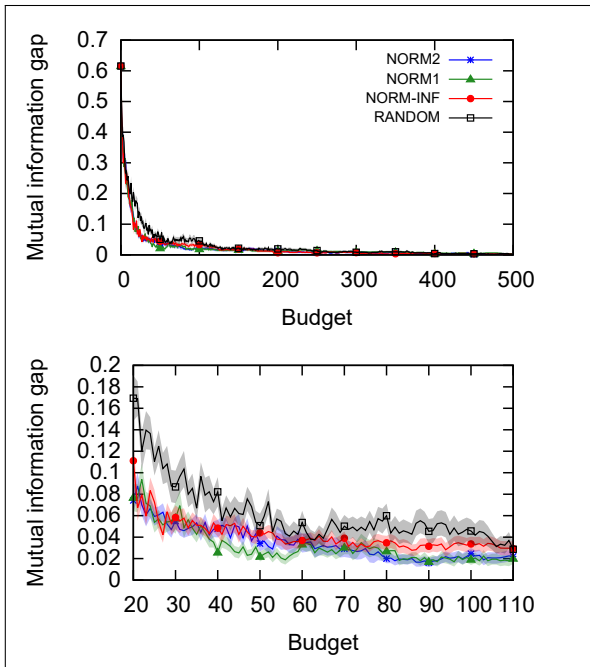 Mutual information gap
0.7
0.6
0.5
0.4
0.3
0.2
0.1
0
NORM2
NORM1
NORM-INF
RANDOM
0 100 200 300 400 500
Budget
Mutual information gap
0.2
0.18
0.16
0.14
0.12
0.1
0.08
0.06
0.04
0.02
0
20 30 40 50 60 70 80 90 100 110
Budget